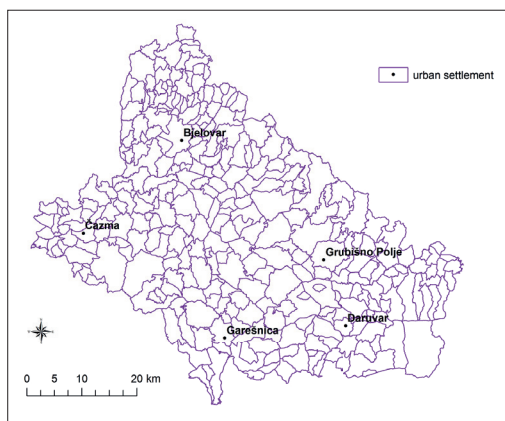 urban settlement
Bjelovar
Čazma
Grubišno Polje
Daruvar
Garešnica
0 5 10 20 km